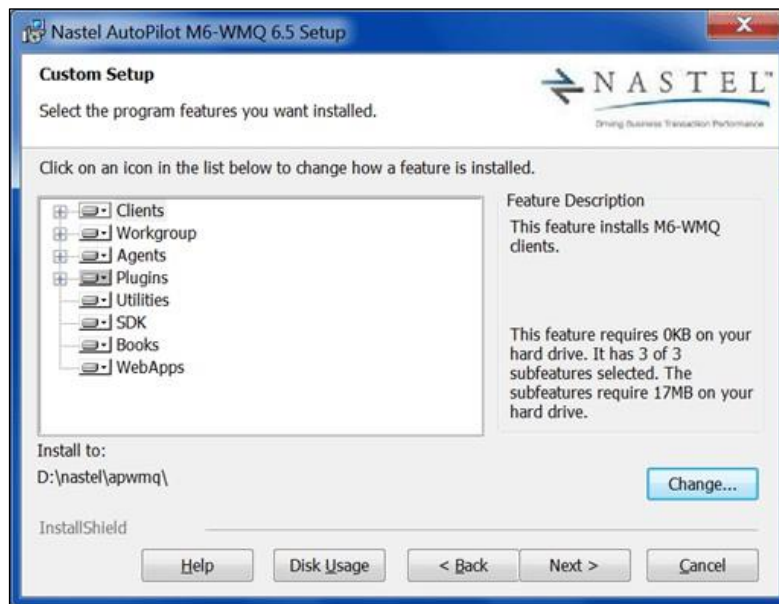 Nastel AutoPilot M6-WMQ 6.5 Setup
Custom Setup
Select the program features you want installed.
NASTEL
Driving Business Transaction Performance
Click on an icon in the list below to change how a feature is installed.
Clients
Workgroup
Agents
Plugins
Utilities
SDK
Books
WebApps
Feature Description
This feature installs M6-WMQ
clients.
This feature requires 0KB on your
hard drive. It has 3 of 3
subfeatures selected. The
subfeatures require 17MB on your
hard drive.
Install to:
D:\nastel\apwmq\
Change...
InstallShield
Help
Disk Usage
< Back
Next >
Cancel